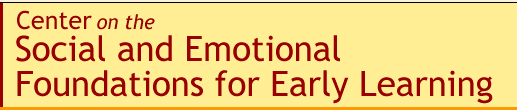 Center on the
Social and Emotional
Foundations for Early Learning